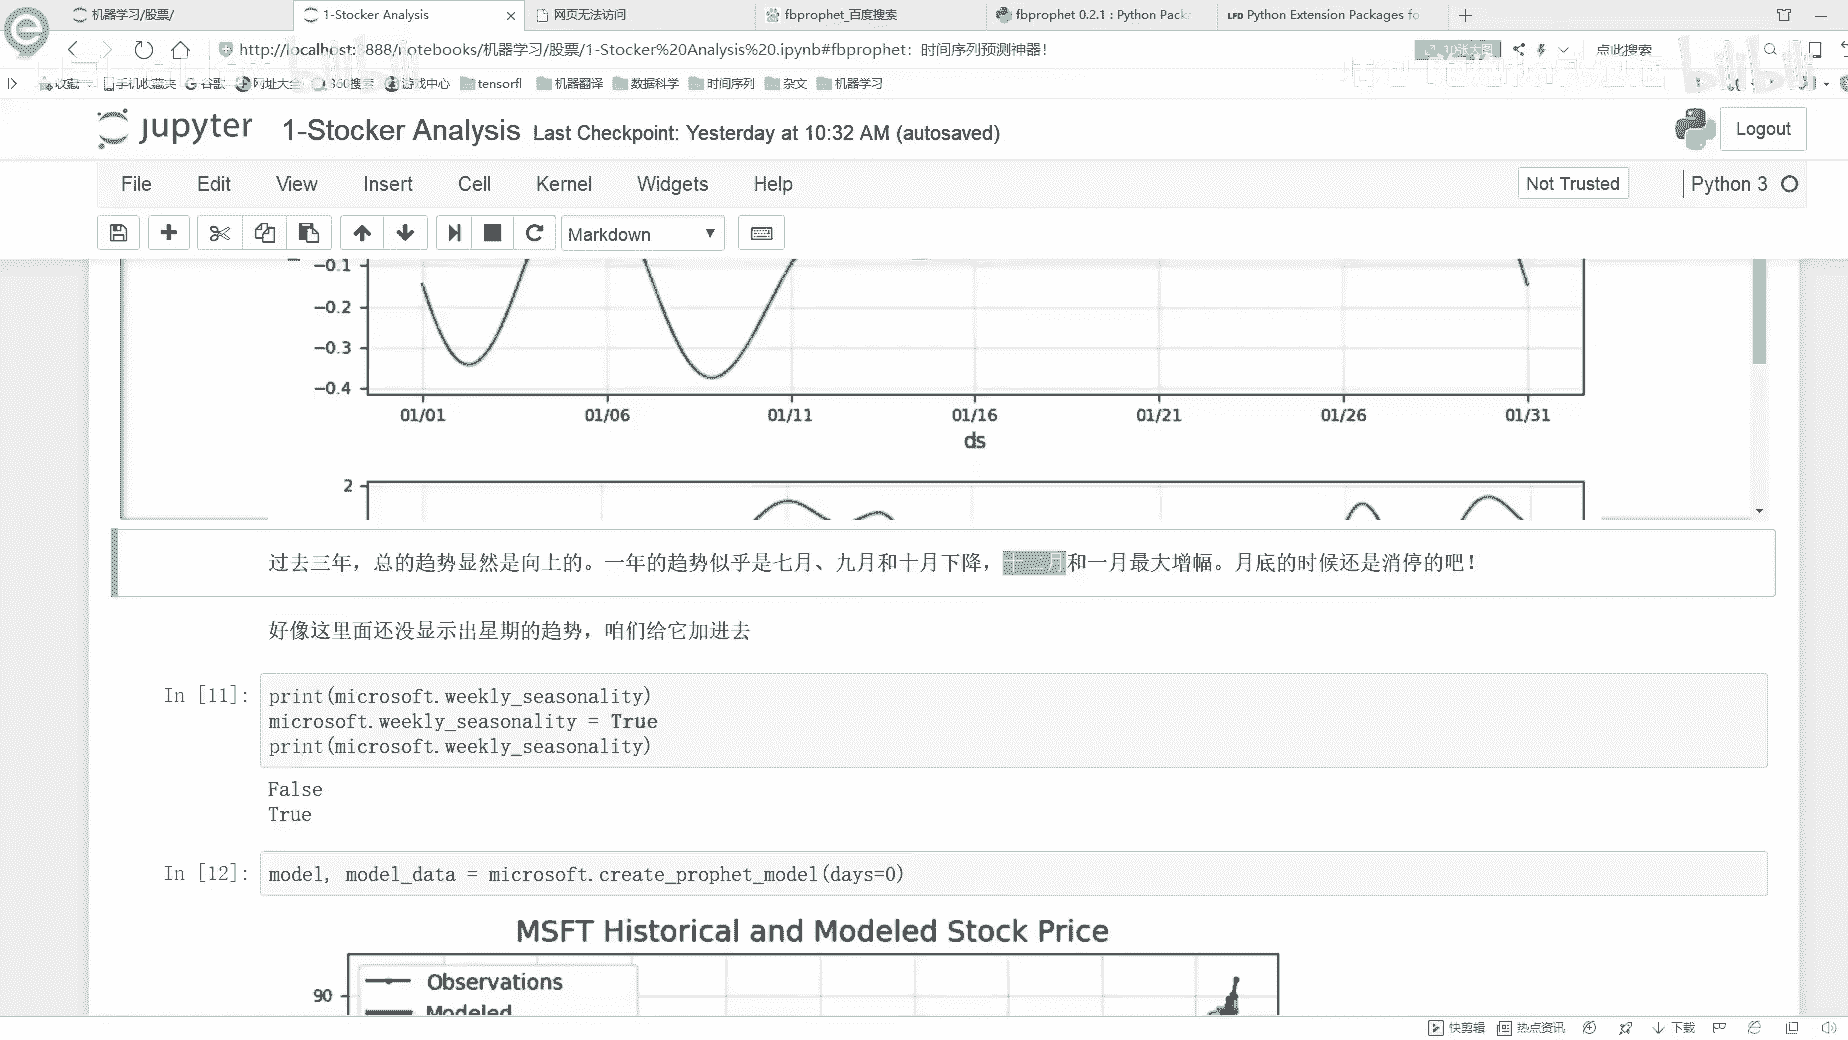 机器学习/股票/
1-Stocker Analysis
网页无法访问
fbprophet_百度搜索
fbprophet 0.2.1 : Python Pack
LFD Python Extension Packages fo
http://localhost:8888/notebooks/机器学习/股票/1-Stocker%20Analysis%20.ipynb#fbprophet：时间序列预测神器！
10张大图
点此搜索
收藏
手机收藏夹
谷歌
网址大全
360搜索
游戏中心
tensorfl
机器翻译
数据科学
时间序列
杂文
机器学习
jupyter
1-Stocker Analysis Last Checkpoint: Yesterday at 10:32 AM (autosaved)
Logout
File Edit View Insert Cell Kernel Widgets Help
Not Trusted
Python 3
Markdown
−0.1
−0.2
−0.3
−0.4
01/01 01/06 01/11 01/16 01/21 01/26 01/31
ds
2
过去三年，总的趋势显然是向上的。一年的趋势似乎是七月、九月和十月下降，和一月最大增幅。月底的时候还是消停的吧！
好像这里面还没显示出星期的趋势，咱们给它加进去
In [11]: print(microsoft.weekly_seasonality)
microsoft.weekly_seasonality = True
print(microsoft.weekly_seasonality)
False
True
In [12]: model, model_data = microsoft.create_prophet_model(days=0)
MSFT Historical and Modeled Stock Price
Observations
90
Modeled
快剪辑
热点资讯
下载